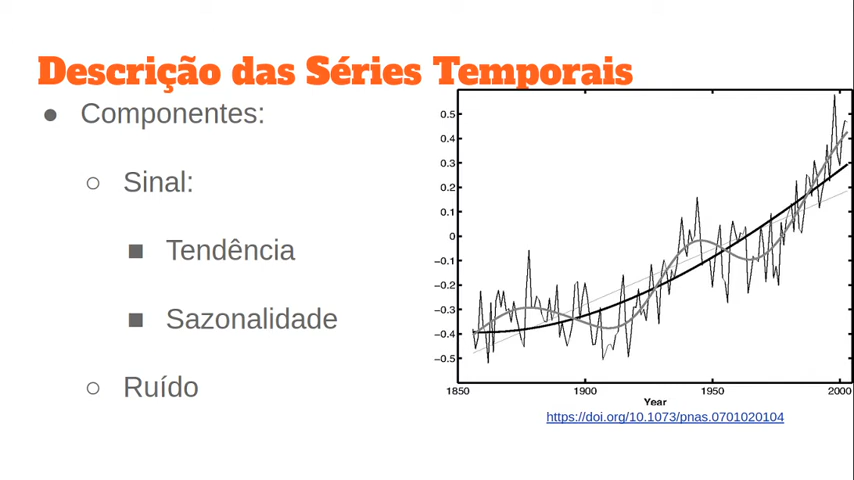 Descrição das Séries Temporais
● Componentes:
○ Sinal:
■ Tendência
■ Sazonalidade
○ Ruído
0.5
0.4
0.3
0.2
0.1
0
−0.1
−0.2
−0.3
−0.4
−0.5
1850 1900 1950 2000
Year
https://doi.org/10.1073/pnas.0701020104